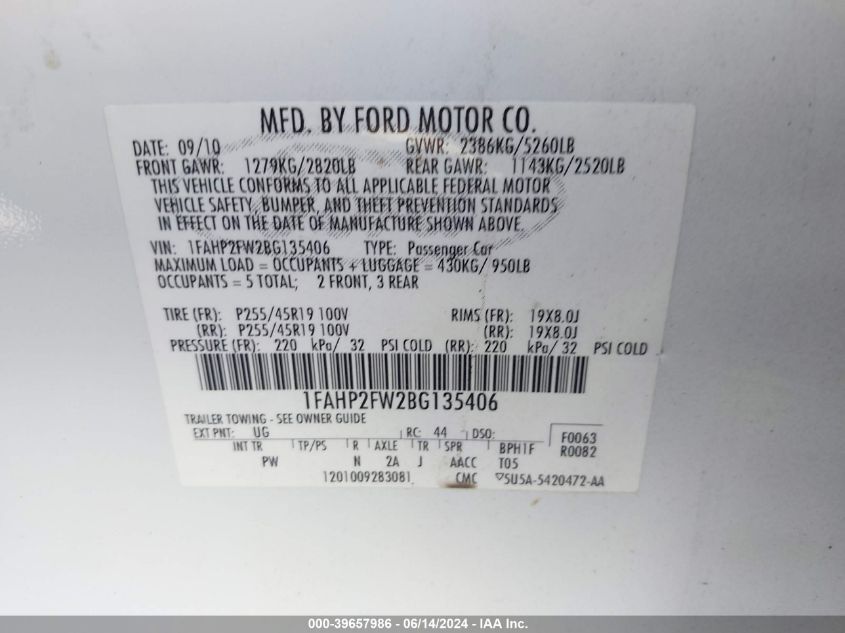 MFD. BY FORD MOTOR CO.
DATE: 09/10 GVWR: 2386KG/5260LB
FRONT GAWR: 1279KG/2820LB REAR GAWR: 1143KG/2520LB
THIS VEHICLE CONFORMS TO ALL APPLICABLE FEDERAL MOTOR
VEHICLE SAFETY, BUMPER, AND THEFT PREVENTION STANDARDS
IN EFFECT ON THE DATE OF MANUFACTURE SHOWN ABOVE.
VIN: 1FAHP2FW2BG135406 TYPE: Passenger Car
MAXIMUM LOAD = OCCUPANTS + LUGGAGE = 430KG/ 950LB
OCCUPANTS = 5 TOTAL; 2 FRONT, 3 REAR
TIRE (FR): P255/45R19 100V RIMS (FR): 19X8.0J
(RR): P255/45R19 100V (RR): 19X8.0J
PRESSURE (FR): 220 kPa/ 32 PSI COLD (RR): 220 kPa/ 32 PSI COLD
1FAHP2FW2BG135406
TRAILER TOWING - SEE OWNER GUIDE
EXT PNT: UG RC: 44 DSO: F0063
INT TR TP/PS R AXLE TR SPR BPH1F R0082
PW N 2A J AACC T05
1201009283081 CMC 5U5A-5420472-AA
000-39657986 - 06/14/2024 - IAA Inc.